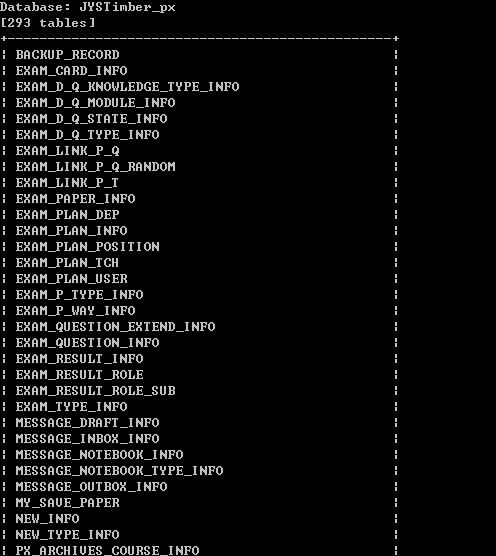 Database: JYSTimber_px
[293 tables]
+------------------------------------------------+
| BACKUP_RECORD |
| EXAM_CARD_INFO |
| EXAM_D_Q_KNOWLEDGE_TYPE_INFO |
| EXAM_D_Q_MODULE_INFO |
| EXAM_D_Q_STATE_INFO |
| EXAM_D_Q_TYPE_INFO |
| EXAM_LINK_P_Q |
| EXAM_LINK_P_Q_RANDOM |
| EXAM_LINK_P_T |
| EXAM_PAPER_INFO |
| EXAM_PLAN_DEP |
| EXAM_PLAN_INFO |
| EXAM_PLAN_POSITION |
| EXAM_PLAN_TCH |
| EXAM_PLAN_USER |
| EXAM_P_TYPE_INFO |
| EXAM_P_WAY_INFO |
| EXAM_QUESTION_EXTEND_INFO |
| EXAM_QUESTION_INFO |
| EXAM_RESULT_INFO |
| EXAM_RESULT_ROLE |
| EXAM_RESULT_ROLE_SUB |
| EXAM_TYPE_INFO |
| MESSAGE_DRAFT_INFO |
| MESSAGE_INBOX_INFO |
| MESSAGE_NOTEBOOK_INFO |
| MESSAGE_NOTEBOOK_TYPE_INFO |
| MESSAGE_OUTBOX_INFO |
| MY_SAVE_PAPER |
| NEW_INFO |
| NEW_TYPE_INFO |
| PX_ARCHIVES_COURSE_INFO |